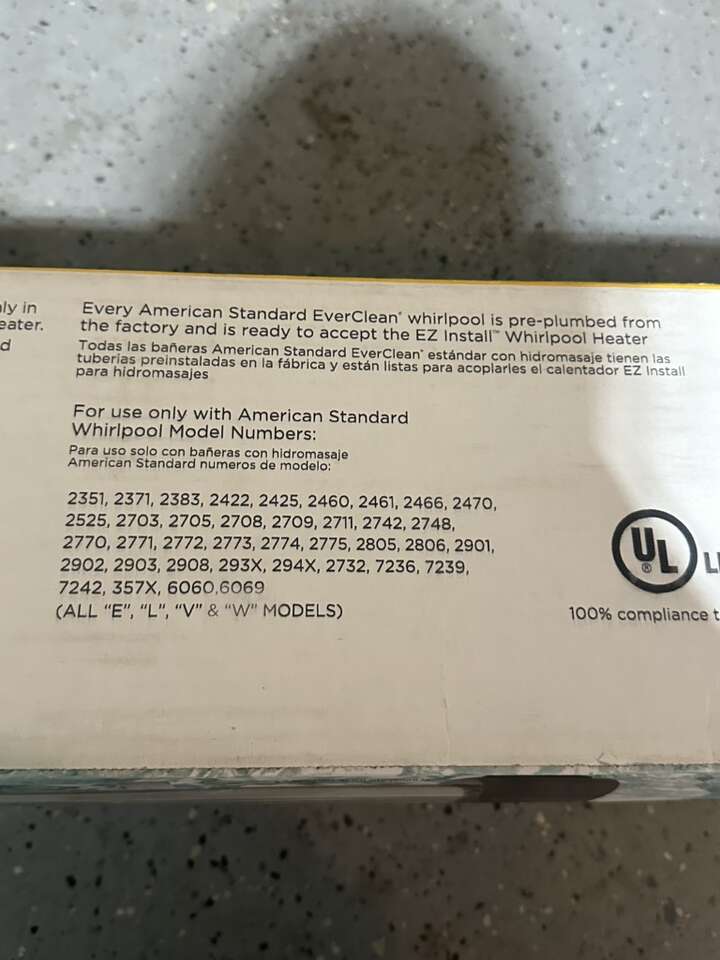 ly in
eater.
d
Every American Standard EverClean® whirlpool is pre-plumbed from
the factory and is ready to accept the EZ Install™ Whirlpool Heater
Todas las bañeras American Standard EverClean® estándar con hidromasaje tienen las
tuberías preinstaladas en la fábrica y están listas para acoplarles el calentador EZ Install
para hidromasajes
For use only with American Standard
Whirlpool Model Numbers:
Para uso solo con bañeras con hidromasaje
American Standard numeros de modelo:
2351, 2371, 2383, 2422, 2425, 2460, 2461, 2466, 2470,
2525, 2703, 2705, 2708, 2709, 2711, 2742, 2748,
2770, 2771, 2772, 2773, 2774, 2775, 2805, 2806, 2901,
2902, 2903, 2908, 293X, 294X, 2732, 7236, 7239,
7242, 357X, 6060,6069
(ALL "E", "L", "V" & "W" MODELS)
UL® LI
100% compliance t